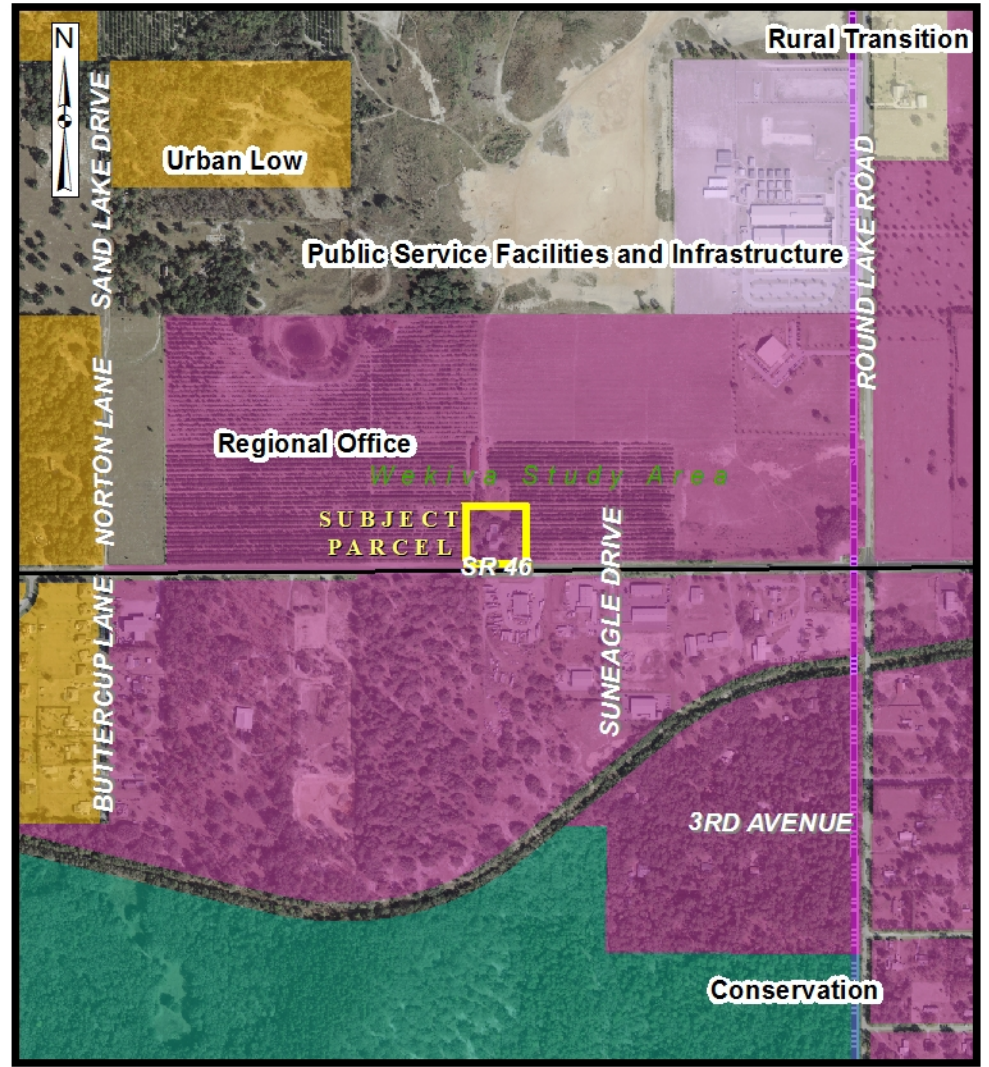 N
Rural Transition
SAND LAKE DRIVE
Urban Low
ROUND LAKE ROAD
Public Service Facilities and Infrastructure
NORTON LANE
Regional Office
Wekiva Study Area
SUBJECT
PARCEL
SR 46
SUNEAGLE DRIVE
BUTTERCUP LANE
3RD AVENUE
Conservation